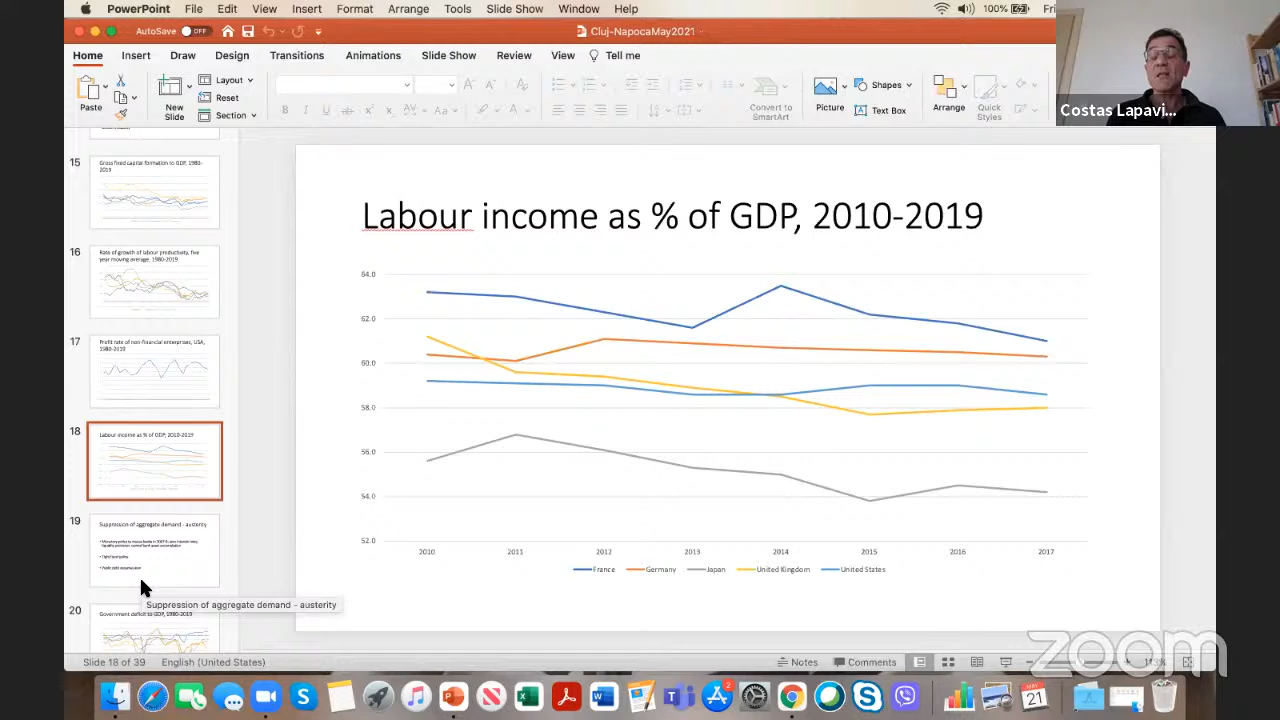 PowerPoint File Edit View Insert Format Arrange Tools Slide Show Window Help 100% Fri
AutoSave OFF Cluj-NapocaMay2021
Home Insert Draw Design Transitions Animations Slide Show Review View Tell me
Paste New Slide Layout Reset Section Convert to SmartArt Picture Shapes Text Box Arrange Quick Styles
Costas Lapavi...
15 Gross fixed capital formation to GDP, 1980-
2019
16 Rate of growth of labour productivity, five
year moving average, 1980-2019
17 Profit rate of non-financial enterprises, USA,
1980-2019
18 Labour income as % of GDP, 2010-2019
19 Suppression of aggregate demand - austerity
20 Government deficit to GDP, 1980-2019
Suppression of aggregate demand - austerity
Labour income as % of GDP, 2010-2019
64.0
62.0
60.0
58.0
56.0
54.0
52.0
2010 2011 2012 2013 2014 2015 2016 2017
France Germany Japan United Kingdom United States
Slide 18 of 39 English (United States) Notes Comments 113%
zoom
MAY
21
2